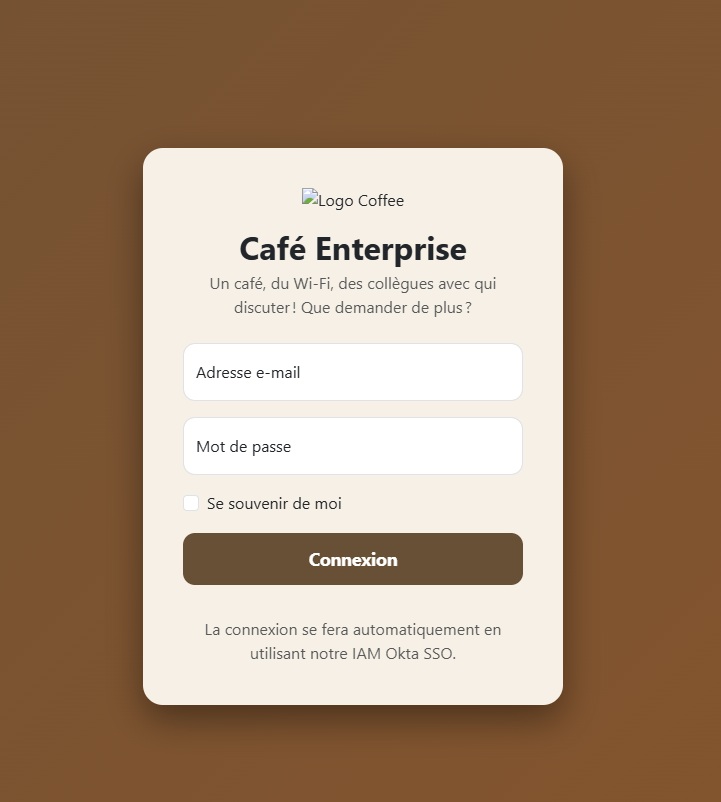 Logo Coffee
Café Enterprise
Un café, du Wi-Fi, des collègues avec qui
discuter ! Que demander de plus ?
Adresse e-mail
Mot de passe
Se souvenir de moi
Connexion
La connexion se fera automatiquement en
utilisant notre IAM Okta SSO.